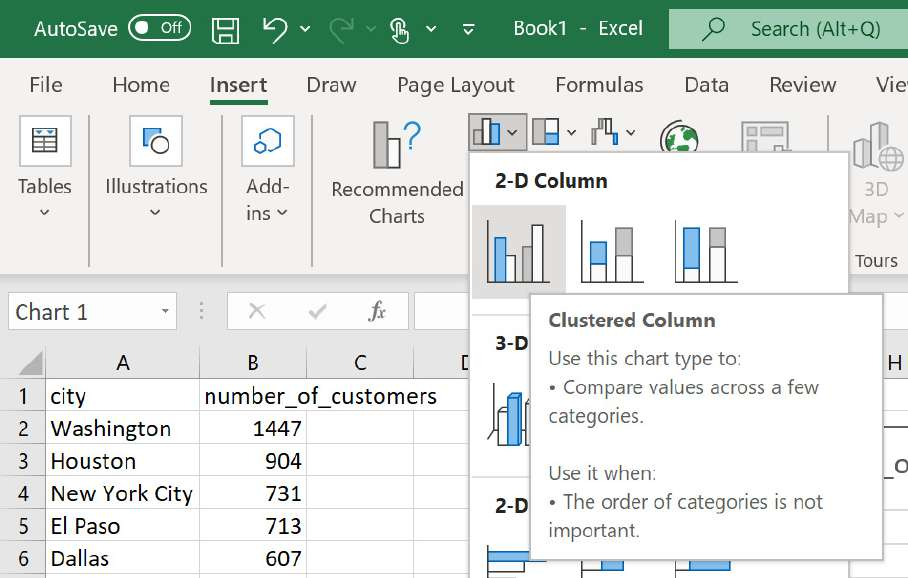 AutoSave Off Book1 - Excel Search (Alt+Q)
File Home Insert Draw Page Layout Formulas Data Review
Tables Illustrations Add-ins Recommended Charts 3D Map
Tours
2-D Column
Chart 1 fx
Clustered Column
Use this chart type to:
• Compare values across a few
categories.
Use it when:
• The order of categories is not
important.
3-D
2-D
A B C H
1 city number_of_customers
2 Washington 1447
3 Houston 904
4 New York City 731
5 El Paso 713
6 Dallas 607